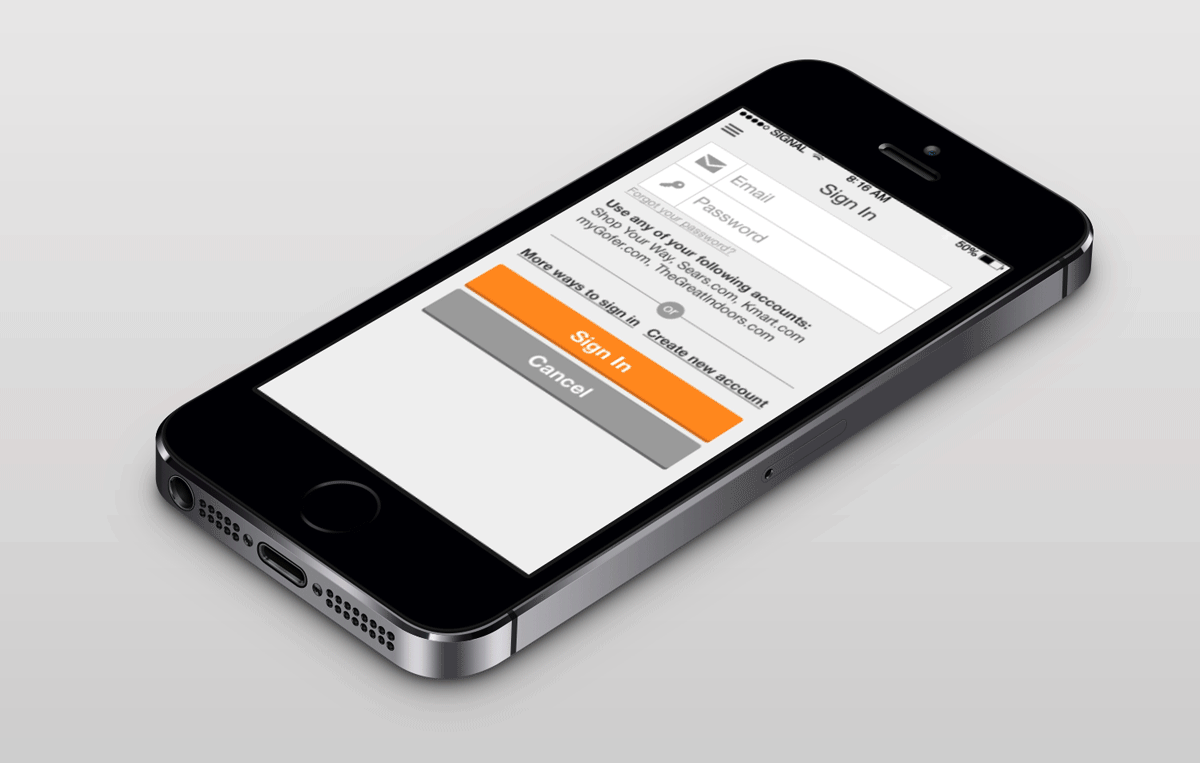 SIGNAL 8:16 AM 50%
Sign In
Email
Password
Forgot your password?
Use any of your following accounts:
Shop Your Way, Sears.com, Kmart.com
myGofer.com, TheGreatIndoors.com
or
More ways to sign in Create new account
Sign In
Cancel